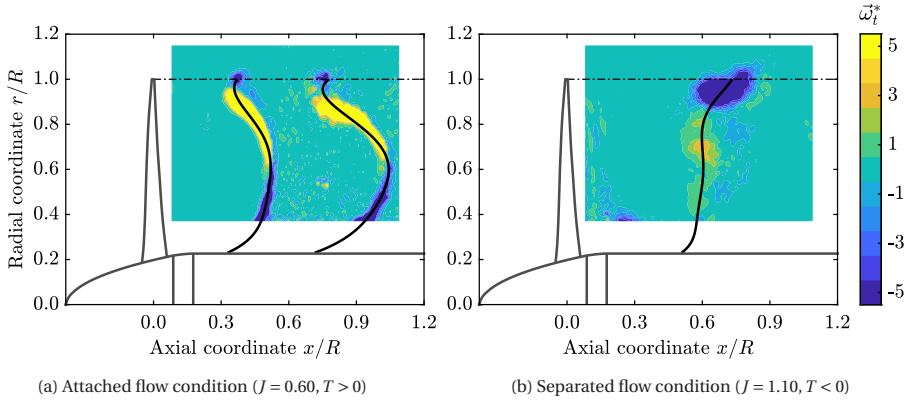 1.2
1.0
0.8
0.6
0.4
0.2
0.0
Radial coordinate r/R
0.0 0.3 0.6 0.9 1.2
Axial coordinate x/R
(a) Attached flow condition (J = 0.60, T > 0)
1.2
1.0
0.8
0.6
0.4
0.2
0.0
0.0 0.3 0.6 0.9 1.2
Axial coordinate x/R
(b) Separated flow condition (J = 1.10, T < 0)
$\vec{\omega}_t^*$
5
3
1
-1
-3
-5